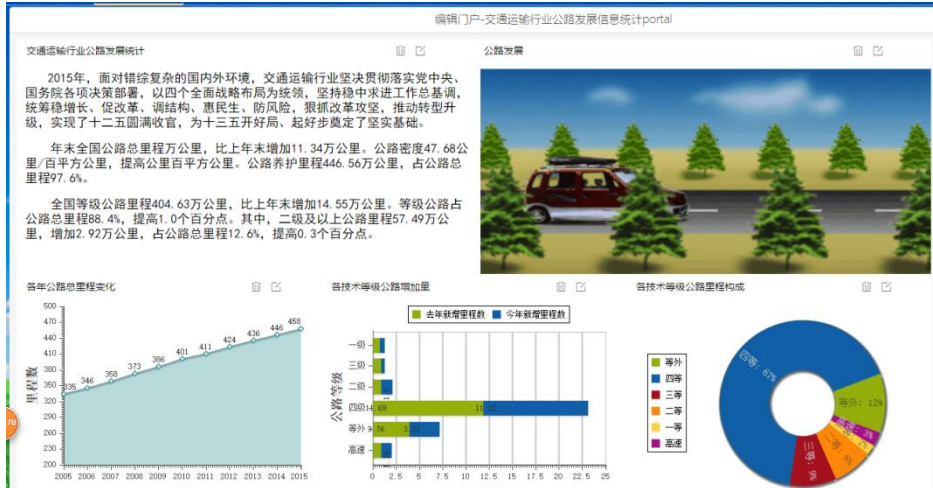 编辑门户-交通运输行业公路发展信息统计portal
交通运输行业公路发展统计
2015年，面对错综复杂的国内外环境，交通运输行业坚决贯彻落实党中央、
国务院各项决策部署，以四个全面战略布局为统领，坚持稳中求进工作总基调，
统筹稳增长、促改革、调结构、惠民生、防风险，狠抓改革攻坚，推动转型升
级，实现了十二五圆满收官，为十三五开好局、起好步奠定了坚实基础。
年末全国公路总里程万公里，比上年末增加11.34万公里。公路密度47.68公
里/百平方公里，提高公里百平方公里。公路养护里程446.56万公里，占公路总
里程97.6%。
全国等级公路里程404.63万公里，比上年末增加14.55万公里。等级公路占
公路总里程88.4%，提高1.0个百分点。其中，二级及以上公路里程57.49万公
里，增加2.92万公里，占公路总里程12.6%，提高0.3个百分点。
公路发展
各年公路总里程变化
里程数
500
470
440
410
380
350
320
290
260
230
200
335
346
358
373
386
401
411
424
436
446
458
2005 2006 2007 2008 2009 2010 2011 2012 2013 2014 2015
各技术等级公路增加量
去年新增里程数 今年新增里程数
公路等级
一级
三级
二级
四级
等外
高速
0 2.5 5 7.5 10 12.5 15 17.5 20 22.5 25
各技术等级公路里程构成
等外
四等
三等
二等
一等
高速
四等: 67%
等外: 12%
高速: 3%
三等: 9%
78